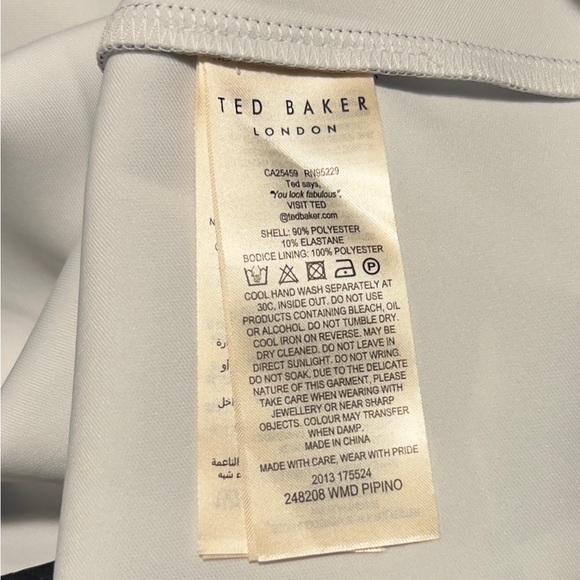 TED BAKER
LONDON
CA25459 RN95229
Ted says,
"You look fabulous",
VISIT TED
@tedbaker.com
SHELL: 90% POLYESTER
10% ELASTANE
BODICE LINING: 100% POLYESTER
COOL HAND WASH SEPARATELY AT
30C, INSIDE OUT. DO NOT USE
PRODUCTS CONTAINING BLEACH, OIL
OR ALCOHOL. DO NOT TUMBLE DRY.
COOL IRON ON REVERSE. MAY BE
DRY CLEANED. DO NOT LEAVE IN
DIRECT SUNLIGHT. DO NOT WRING.
DO NOT SOAK. DUE TO THE DELICATE
NATURE OF THIS GARMENT, PLEASE
TAKE CARE WHEN WEARING WITH
JEWELLERY OR NEAR SHARP
OBJECTS. COLOUR MAY TRANSFER
WHEN DAMP.
MADE IN CHINA
MADE WITH CARE, WEAR WITH PRIDE
2013 175524
248208 WMD PIPINO
أو
الناعمة
ء شبه